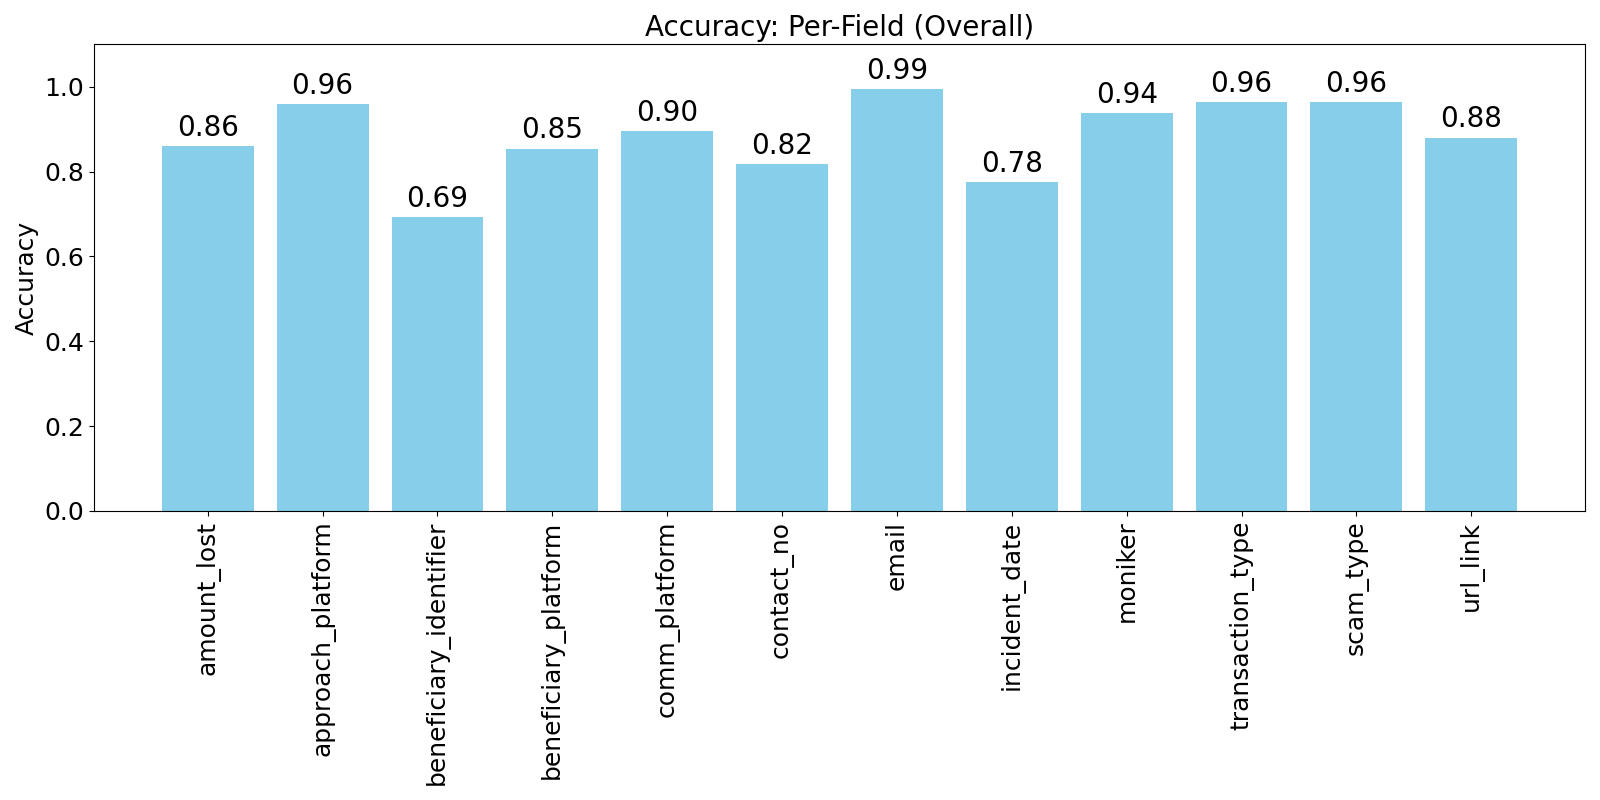 Accuracy: Per-Field (Overall)
Accuracy
1.0
0.8
0.6
0.4
0.2
0.0
0.86
0.96
0.69
0.85
0.90
0.82
0.99
0.78
0.94
0.96
0.96
0.88
amount_lost
approach_platform
beneficiary_identifier
beneficiary_platform
comm_platform
contact_no
email
incident_date
moniker
transaction_type
scam_type
url_link